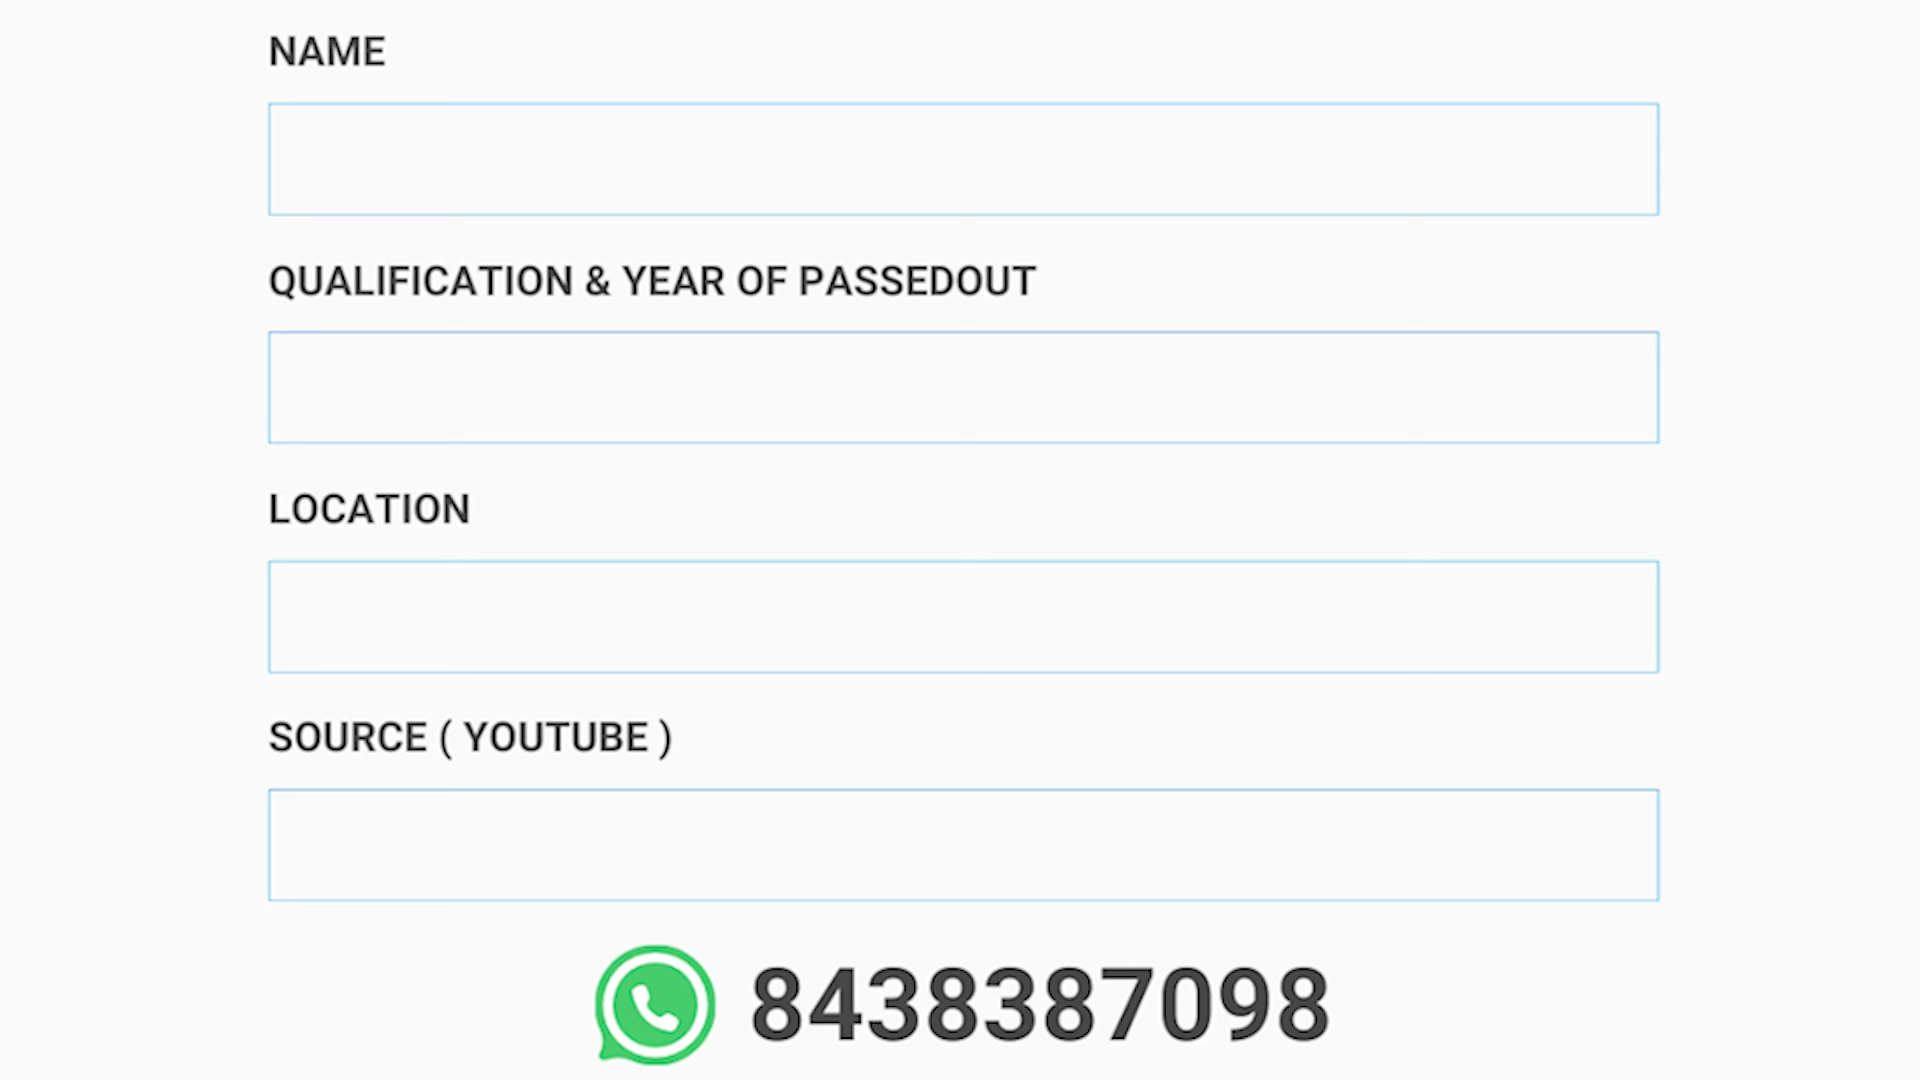 NAME
QUALIFICATION & YEAR OF PASSEDOUT
LOCATION
SOURCE ( YOUTUBE )
8438387098